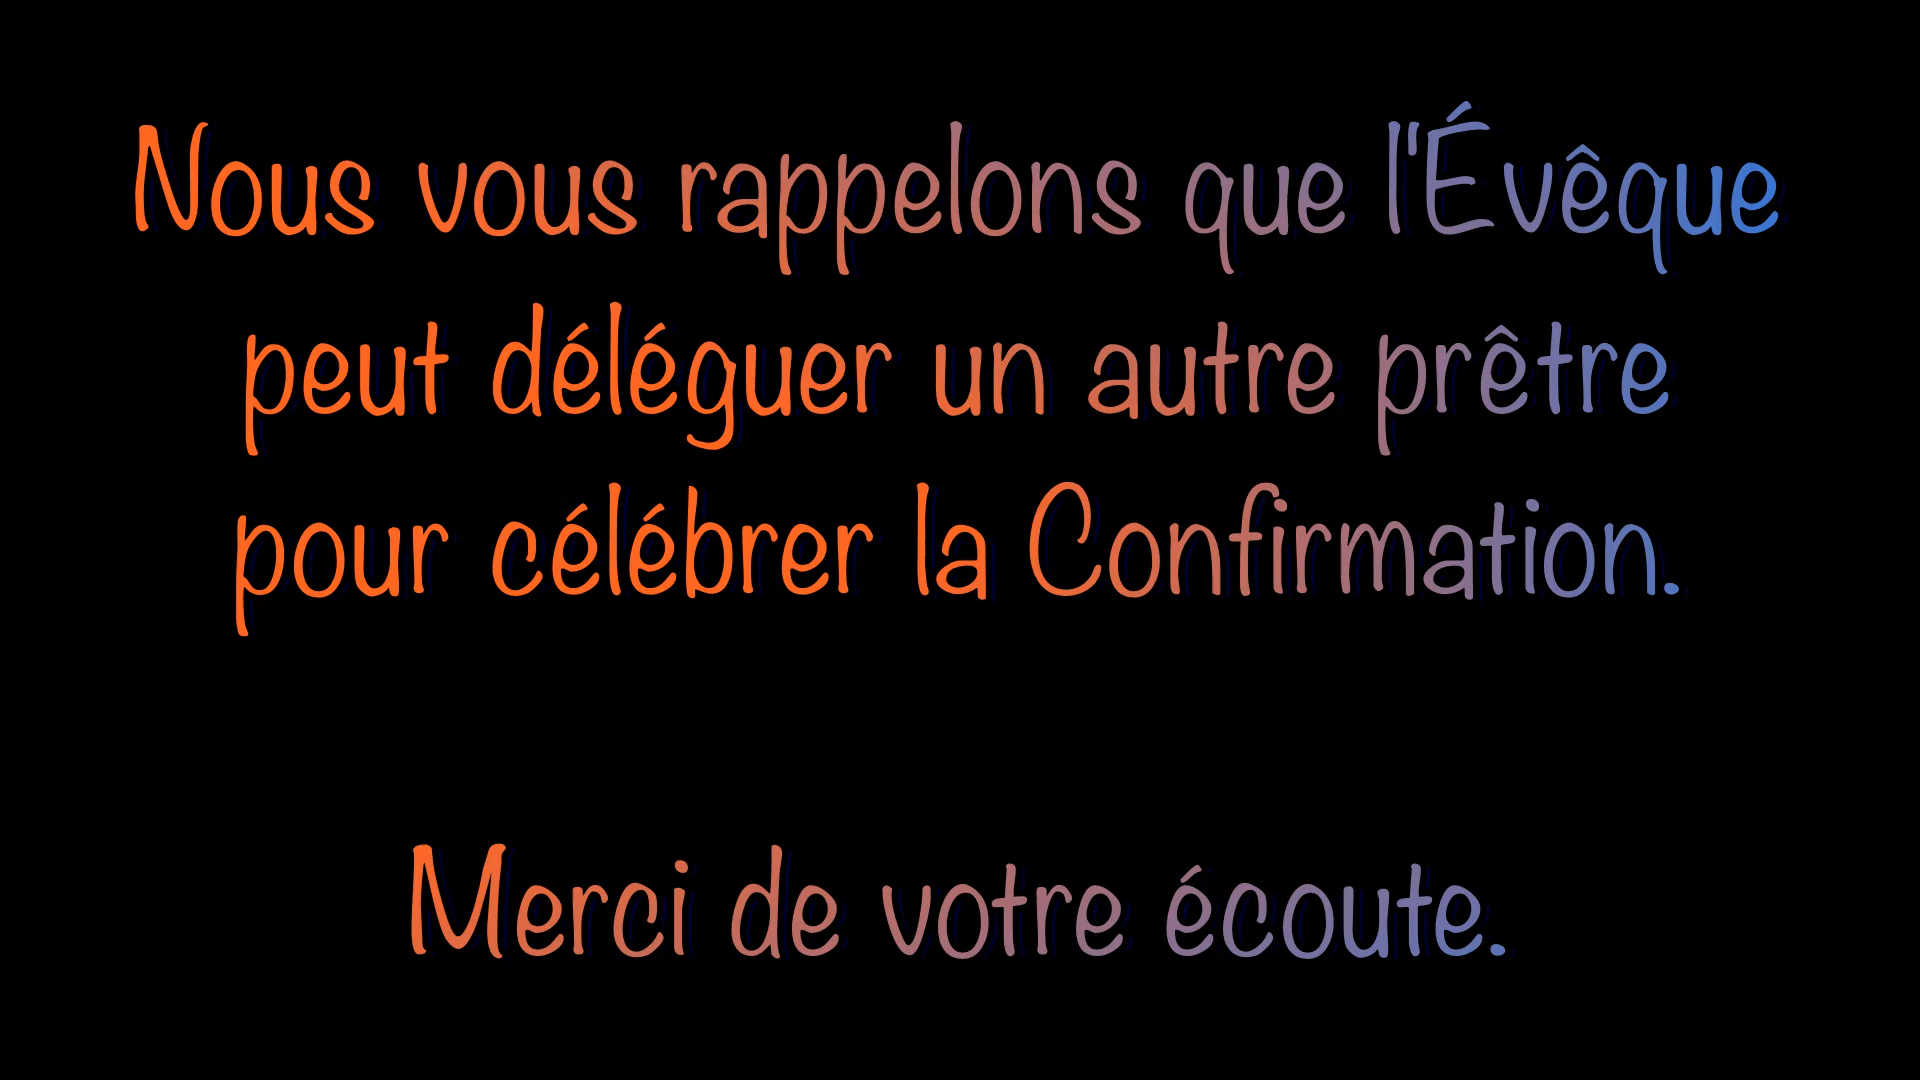 Nous vous rappelons que l'Évêque
peut déléguer un autre prêtre
pour célébrer la Confirmation.
Merci de votre écoute.